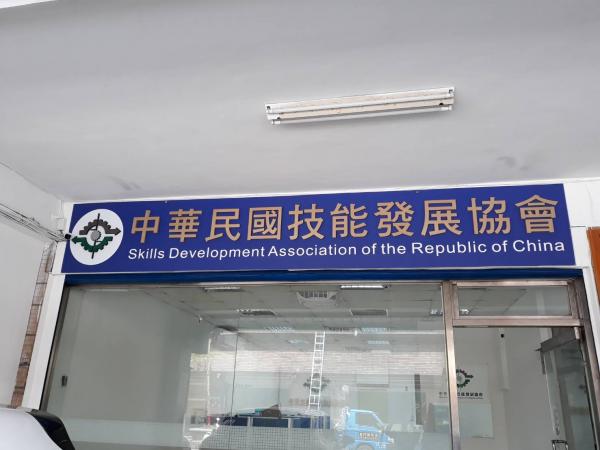 中華民國技能發展協會
Skills Development Association of the Republic of China